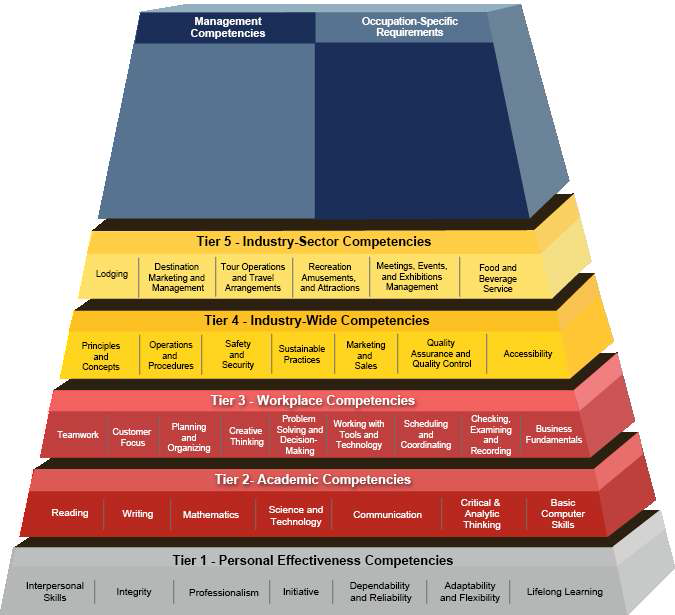 Management
Competencies
Occupation-Specific
Requirements
Tier 5 - Industry-Sector Competencies
Lodging
Destination
Marketing and
Management
Tour Operations
and Travel
Arrangements
Recreation
Amusements,
and Attractions
Meetings, Events,
and Exhibitions
Management
Food and
Beverage
Service
Tier 4 - Industry-Wide Competencies
Principles
and
Concepts
Operations
and
Procedures
Safety
and
Security
Sustainable
Practices
Marketing
and
Sales
Quality
Assurance and
Quality Control
Accessibility
Tier 3 - Workplace Competencies
Teamwork
Customer
Focus
Planning
and
Organizing
Creative
Thinking
Problem
Solving and
Decision-
Making
Working with
Tools and
Technology
Scheduling
and
Coordinating
Checking,
Examining
and
Recording
Business
Fundamentals
Tier 2- Academic Competencies
Reading
Writing
Mathematics
Science and
Technology
Communication
Critical &
Analytic
Thinking
Basic
Computer
Skills
Tier 1 - Personal Effectiveness Competencies
Interpersonal
Skills
Integrity
Professionalism
Initiative
Dependability
and Reliability
Adaptability
and Flexibility
Lifelong Learning